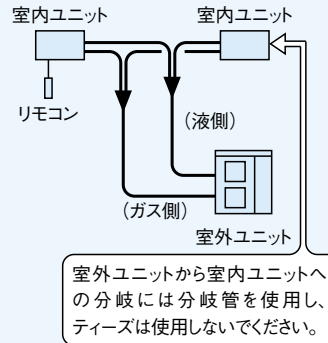 室内ユニット
室内ユニット
リモコン
（液側）
（ガス側）
室外ユニット
室外ユニットから室内ユニットへ
の分岐には分岐管を使用し、
ティーズは使用しないでください。